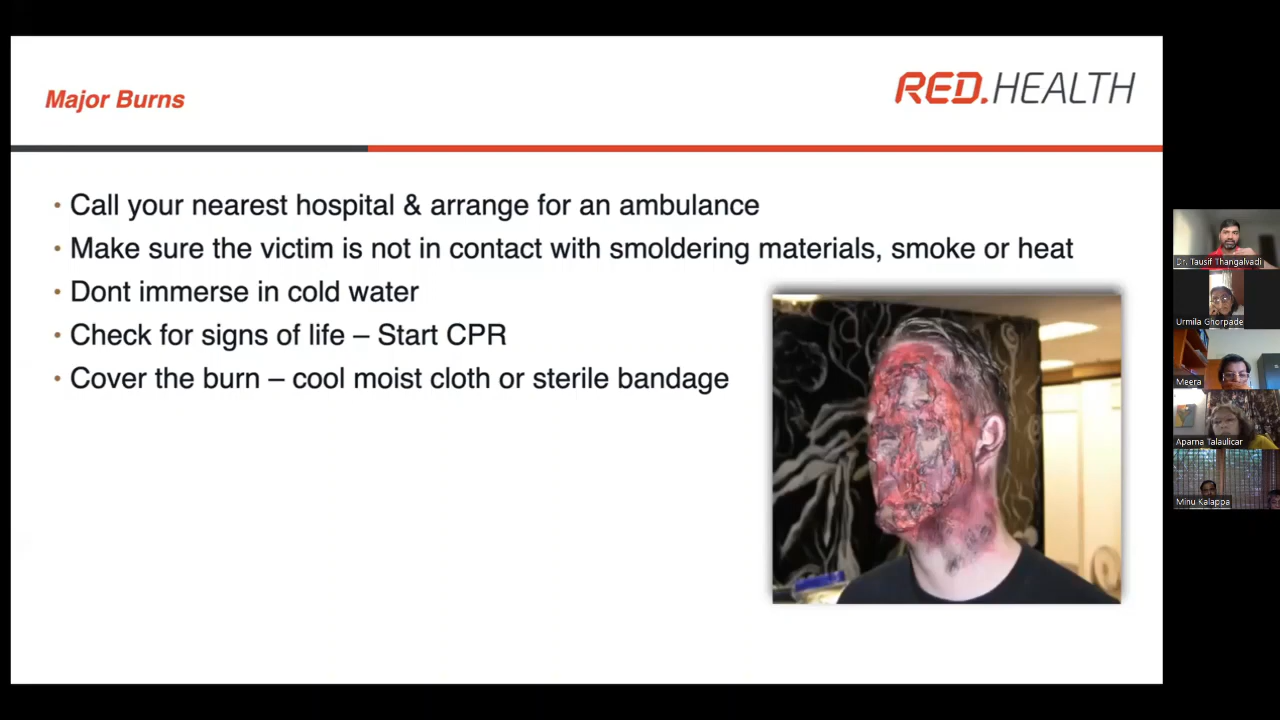 Major Burns
RED.HEALTH
• Call your nearest hospital & arrange for an ambulance
• Make sure the victim is not in contact with smoldering materials, smoke or heat
• Dont immerse in cold water
• Check for signs of life – Start CPR
• Cover the burn – cool moist cloth or sterile bandage
Dr. Tausif Thangalvadi
Urmila Ghorpade
Meera
Aparna Talaulicar
Minu Kalappa